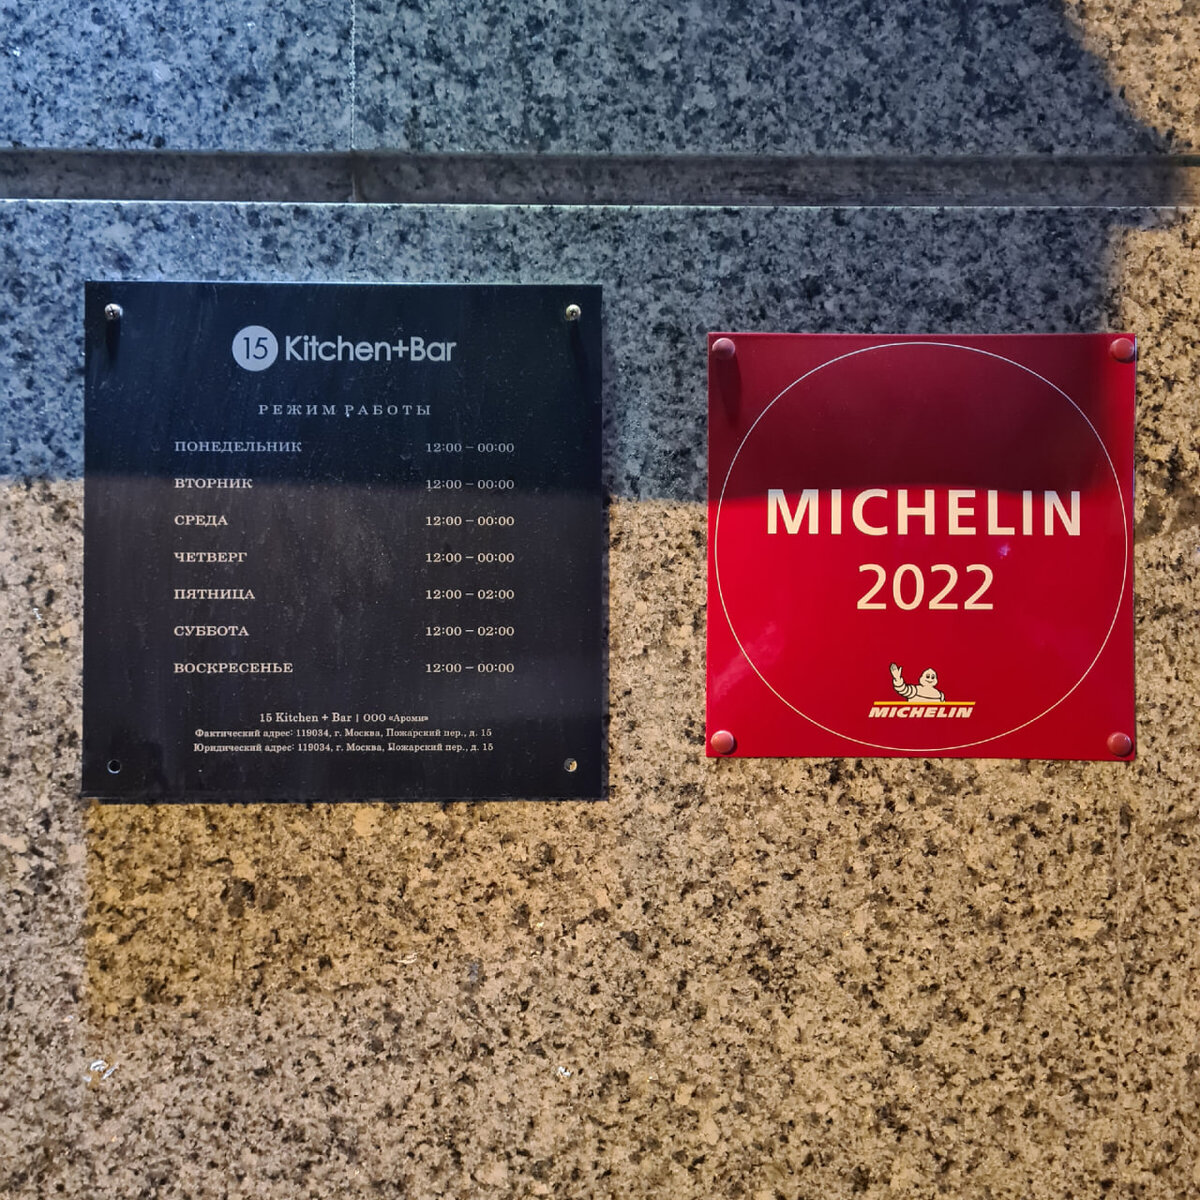 15 Kitchen+Bar
РЕЖИМ РАБОТЫ
ПОНЕДЕЛЬНИК 12:00 – 00:00
ВТОРНИК 12:00 – 00:00
СРЕДА 12:00 – 00:00
ЧЕТВЕРГ 12:00 – 00:00
ПЯТНИЦА 12:00 – 02:00
СУББОТА 12:00 – 02:00
ВОСКРЕСЕНЬЕ 12:00 – 00:00
15 Kitchen + Bar | ООО «Ароми»
Фактический адрес: 119034, г. Москва, Пожарский пер., д. 15
Юридический адрес: 119034, г. Москва, Пожарский пер., д. 15
MICHELIN
2022
MICHELIN